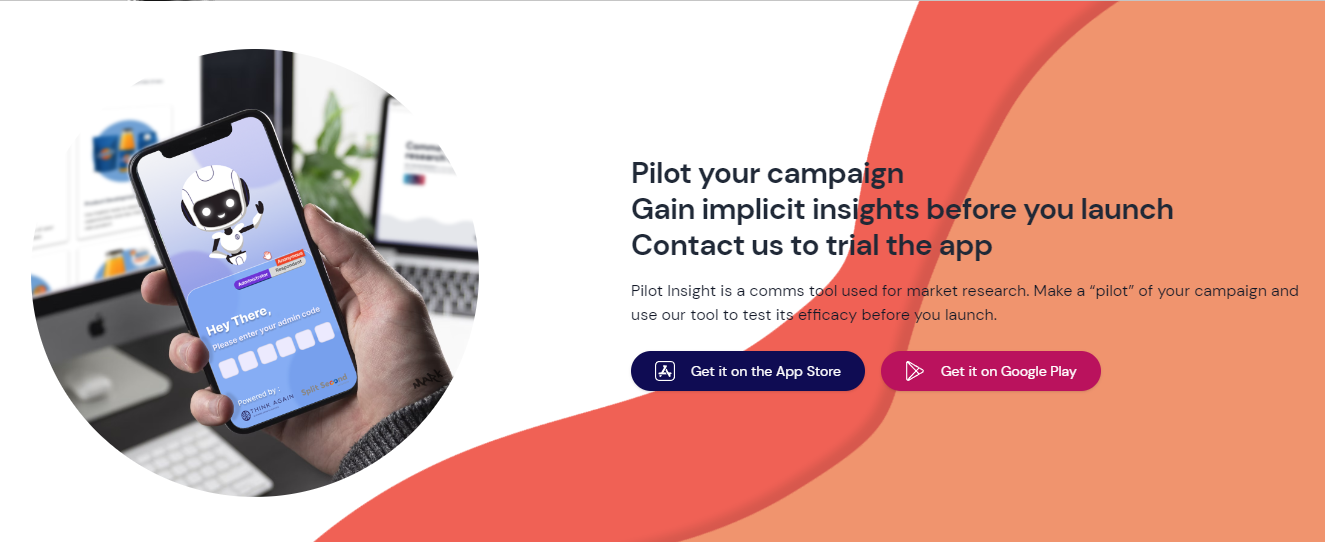 Pilot your campaign
Gain implicit insights before you launch
Contact us to trial the app
Pilot Insight is a comms tool used for market research. Make a “pilot” of your campaign and
use our tool to test its efficacy before you launch.
Get it on the App Store
Get it on Google Play
Anonymous
Administrator
Respondent
Hey There,
Please enter your admin code
Powered by :
THINK AGAIN
Split Second
MARK